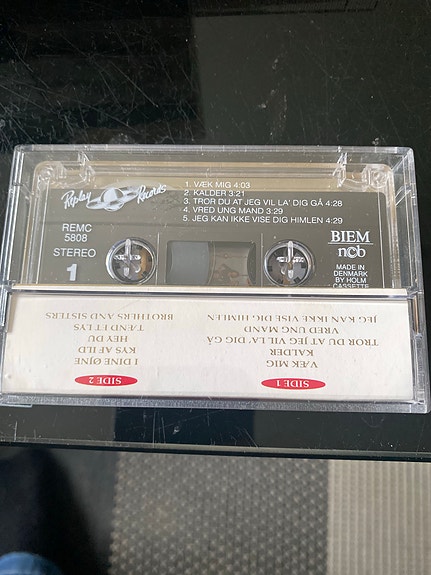 Replay Records
REMC
5808
STEREO
1
1. VÆK MIG 4:03
2. KALDER 3:21
3. TROR DU AT JEG VIL LA' DIG GÅ 4:28
4. VRED UNG MAND 3:29
5. JEG KAN IKKE VISE DIG HIMLEN 4:29
BIEM
ncb
MADE IN
DENMARK
BY HOLM
CASSETTE
SIDE 1
VÆK MIG
KALDER
TROR DU AT JEG VIL LA' DIG GÅ
VRED UNG MAND
JEG KAN IKKE VISE DIG HIMLEN
SIDE 2
I DINE ØJNE
KYS AF ILD
HEY DU
TÆND ET LYS
BROTHERS AND SISTERS